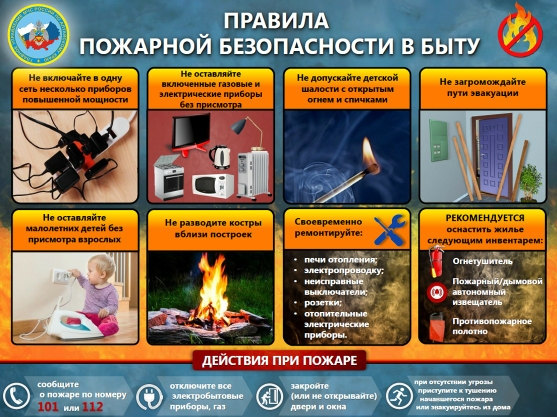 ПРАВИЛА
ПОЖАРНОЙ БЕЗОПАСНОСТИ В БЫТУ
Не включайте в одну
сеть несколько приборов
повышенной мощности
Не оставляйте
включенные газовые и
электрические приборы
без присмотра
Не допускайте детской
шалости с открытым
огнем и спичками
Не загромождайте
пути эвакуации
Не оставляйте
малолетних детей без
присмотра взрослых
Не разводите костры
вблизи построек
Своевременно
ремонтируйте:
• печи отопления;
• электропроводку;
• неисправные
выключатели;
• розетки;
• отопительные
электрические
приборы.
РЕКОМЕНДУЕТСЯ
оснастить жилье
следующим инвентарем:
Огнетушитель
Пожарный/дымовой
автономный
извещатель
Противопожарное
полотно
ДЕЙСТВИЯ ПРИ ПОЖАРЕ
сообщите
о пожаре по номеру
101 или 112
отключите все
электробытовые
приборы, газ
закройте
(или не открывайте)
двери и окна
при отсутствии угрозы
приступите к тушению
начавшегося пожара
или эвакуируйтесь из дома